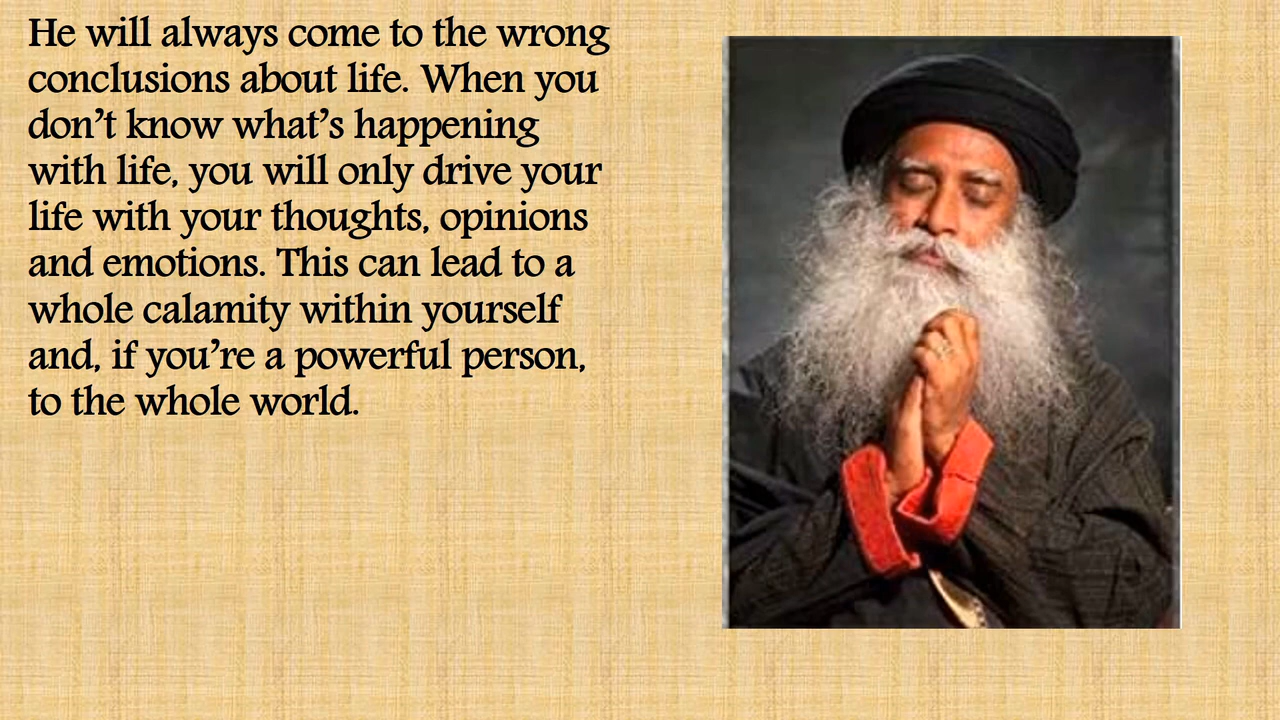 He will always come to the wrong
conclusions about life. When you
don’t know what’s happening
with life, you will only drive your
life with your thoughts, opinions
and emotions. This can lead to a
whole calamity within yourself
and, if you’re a powerful person,
to the whole world.